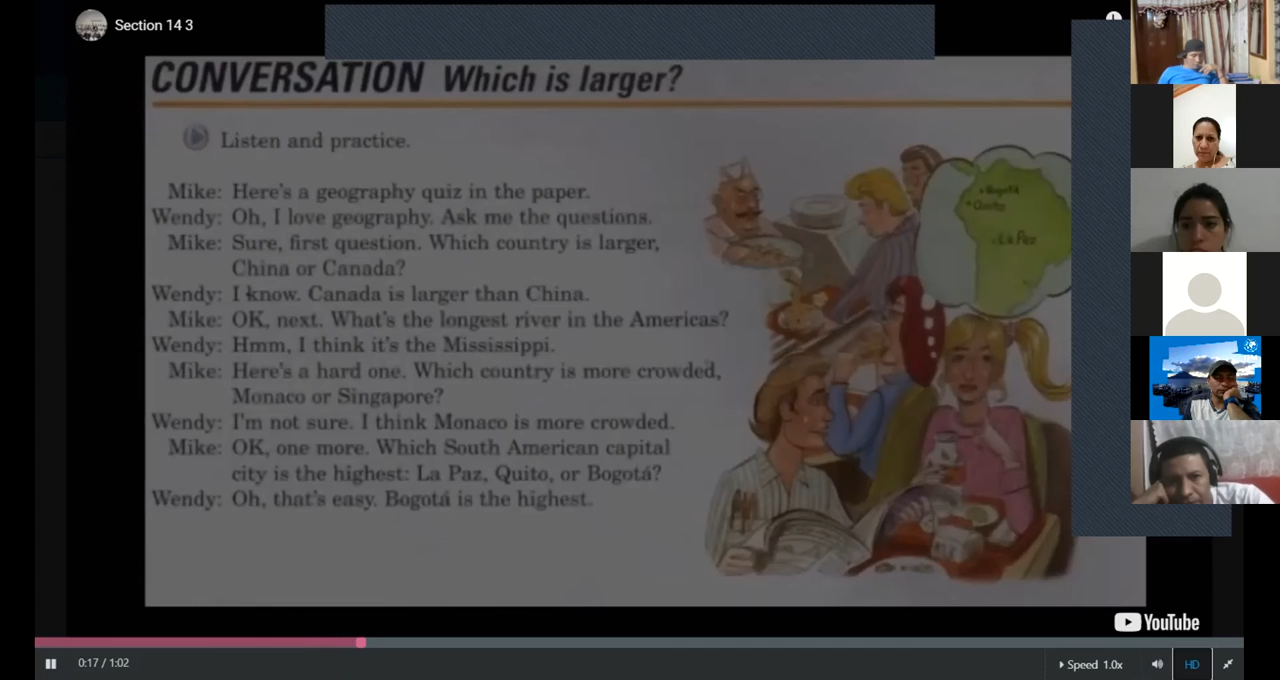 Section 14 3
CONVERSATION Which is larger?
Listen and practice.
Mike: Here's a geography quiz in the paper.
Wendy: Oh, I love geography. Ask me the questions.
Mike: Sure, first question. Which country is larger,
China or Canada?
Wendy: I know. Canada is larger than China.
Mike: OK, next. What's the longest river in the Americas?
Wendy: Hmm, I think it's the Mississippi.
Mike: Here's a hard one. Which country is more crowded,
Monaco or Singapore?
Wendy: I'm not sure. I think Monaco is more crowded.
Mike: OK, one more. Which South American capital
city is the highest: La Paz, Quito, or Bogotá?
Wendy: Oh, that's easy. Bogotá is the highest.
Bogotá
Quito
La Paz
YouTube
0:17 / 1:02
Speed 1.0x
HD